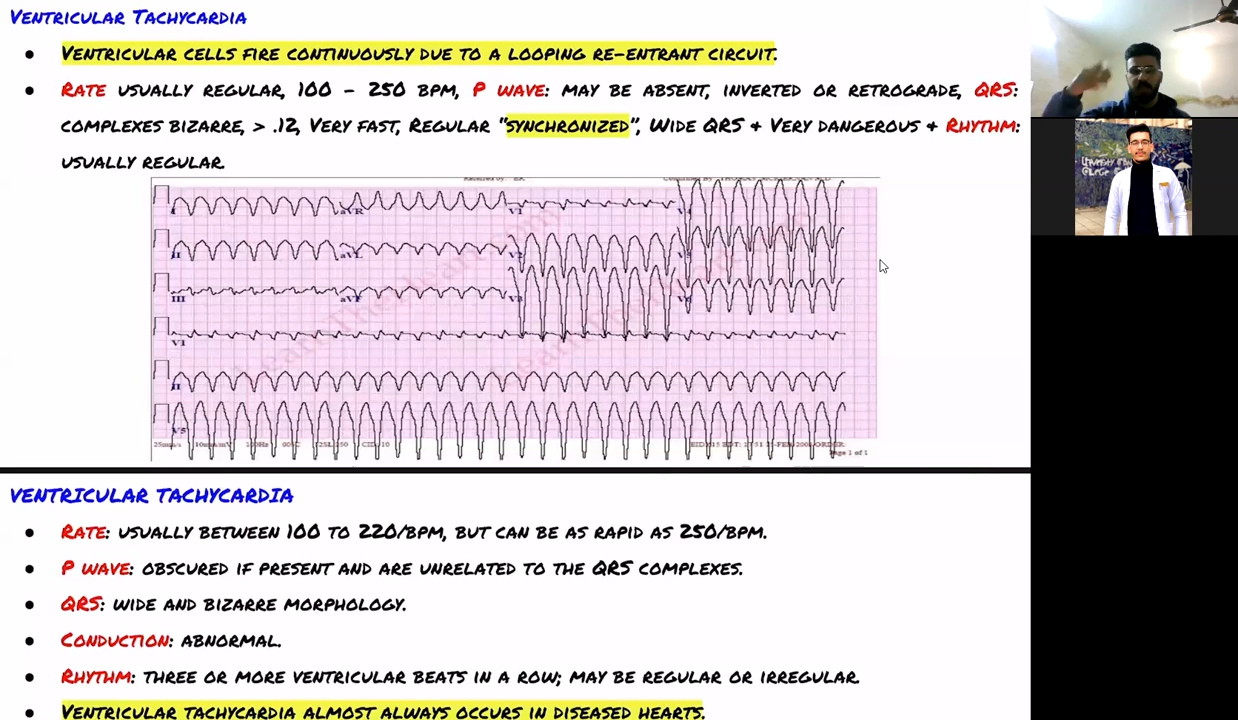 Ventricular Tachycardia
● Ventricular cells fire continuously due to a looping re-entrant circuit.
● Rate usually regular, 100 – 250 bpm, P wave: may be absent, inverted or retrograde, QRS:
complexes bizarre, > .12, Very fast, Regular "synchronized", Wide QRS & Very dangerous & Rhythm:
usually regular.
I aVR V1 V4
II aVL V2 V5
III aVF V3 V6
V1
II
V5
Page 1 of 1
VENTRICULAR TACHYCARDIA
● Rate: usually between 100 to 220/bpm, but can be as rapid as 250/bpm.
● P wave: obscured if present and are unrelated to the QRS complexes.
● QRS: wide and bizarre morphology.
● Conduction: abnormal.
● Rhythm: three or more ventricular beats in a row; may be regular or irregular.
● Ventricular tachycardia almost always occurs in diseased hearts.